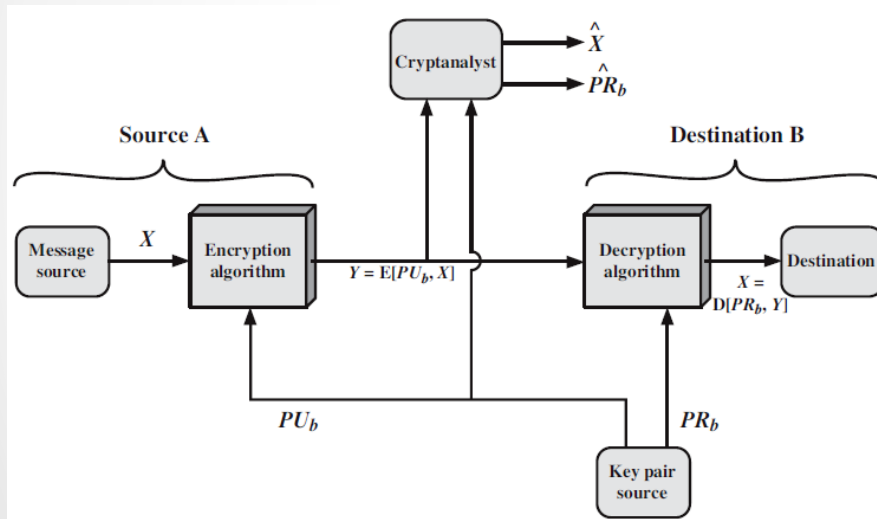 Cryptanalyst
X̂
P̂R_b
Source A
Destination B
Message
source
X
Encryption
algorithm
Y = E[PU_b, X]
Decryption
algorithm
X =
D[PR_b, Y]
Destination
PU_b
PR_b
Key pair
source